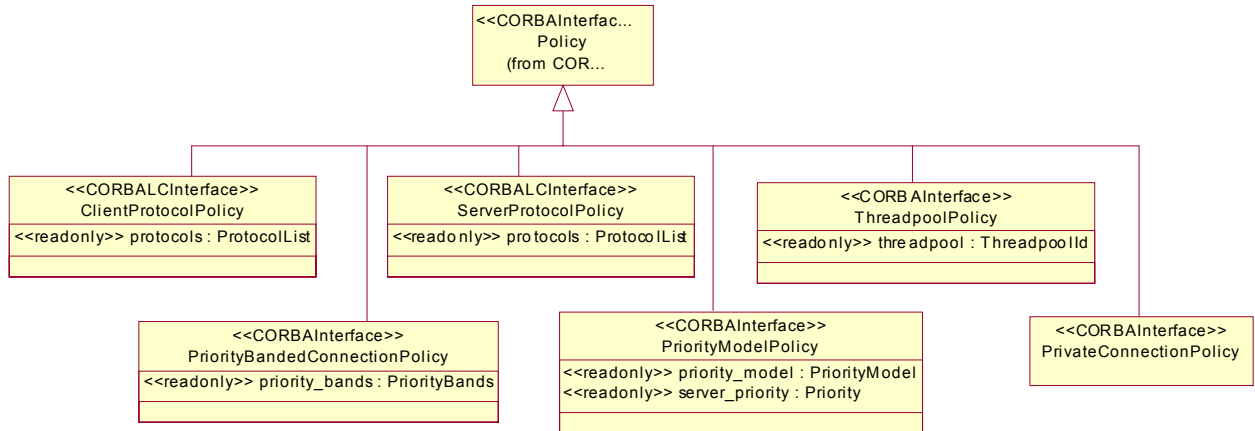 <<CORBAInterfac...
Policy
(from COR...
<<CORBALCInterface>>
ClientProtocolPolicy
<<readonly>> protocols : ProtocolList
<<CORBALCInterface>>
ServerProtocolPolicy
<<readonly>> protocols : ProtocolList
<<CORBAInterface>>
ThreadpoolPolicy
<<readonly>> threadpool : ThreadpoolId
<<CORBAInterface>>
PriorityBandedConnectionPolicy
<<readonly>> priority_bands : PriorityBands
<<CORBAInterface>>
PriorityModelPolicy
<<readonly>> priority_model : PriorityModel
<<readonly>> server_priority : Priority
<<CORBAInterface>>
PrivateConnectionPolicy